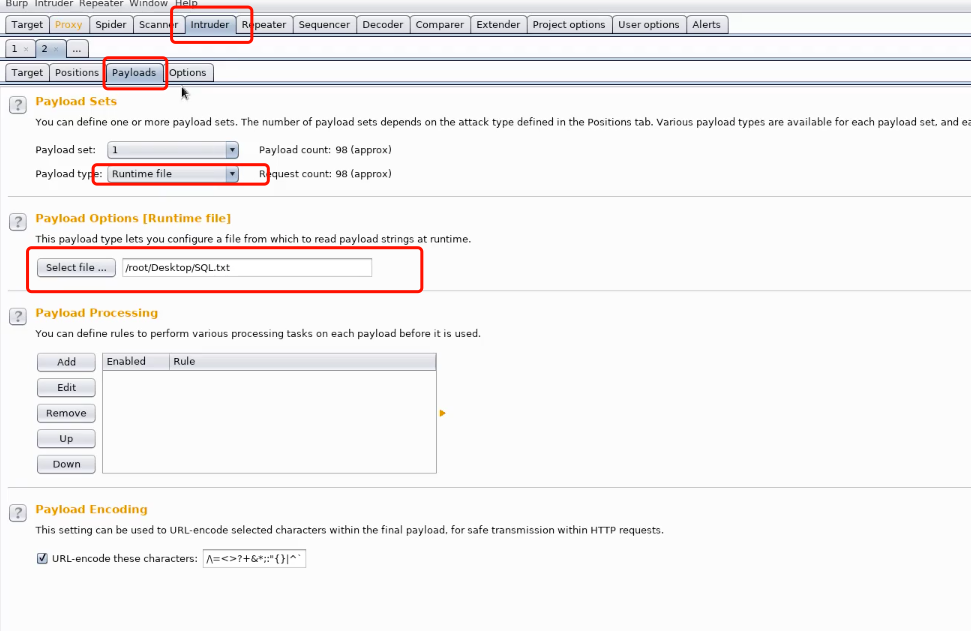 Burp Intruder Repeater Window Help
Target Proxy Spider Scanner Intruder Repeater Sequencer Decoder Comparer Extender Project options User options Alerts
1 × 2 × ...
Target Positions Payloads Options
? Payload Sets
You can define one or more payload sets. The number of payload sets depends on the attack type defined in the Positions tab. Various payload types are available for each payload set, and ea
Payload set: 1 Payload count: 98 (approx)
Payload type: Runtime file Request count: 98 (approx)
? Payload Options [Runtime file]
This payload type lets you configure a file from which to read payload strings at runtime.
Select file ... /root/Desktop/SQL.txt
? Payload Processing
You can define rules to perform various processing tasks on each payload before it is used.
Add Enabled Rule
Edit
Remove
Up
Down
? Payload Encoding
This setting can be used to URL-encode selected characters within the final payload, for safe transmission within HTTP requests.
URL-encode these characters: /\=<>?+&*;:"{}|^`